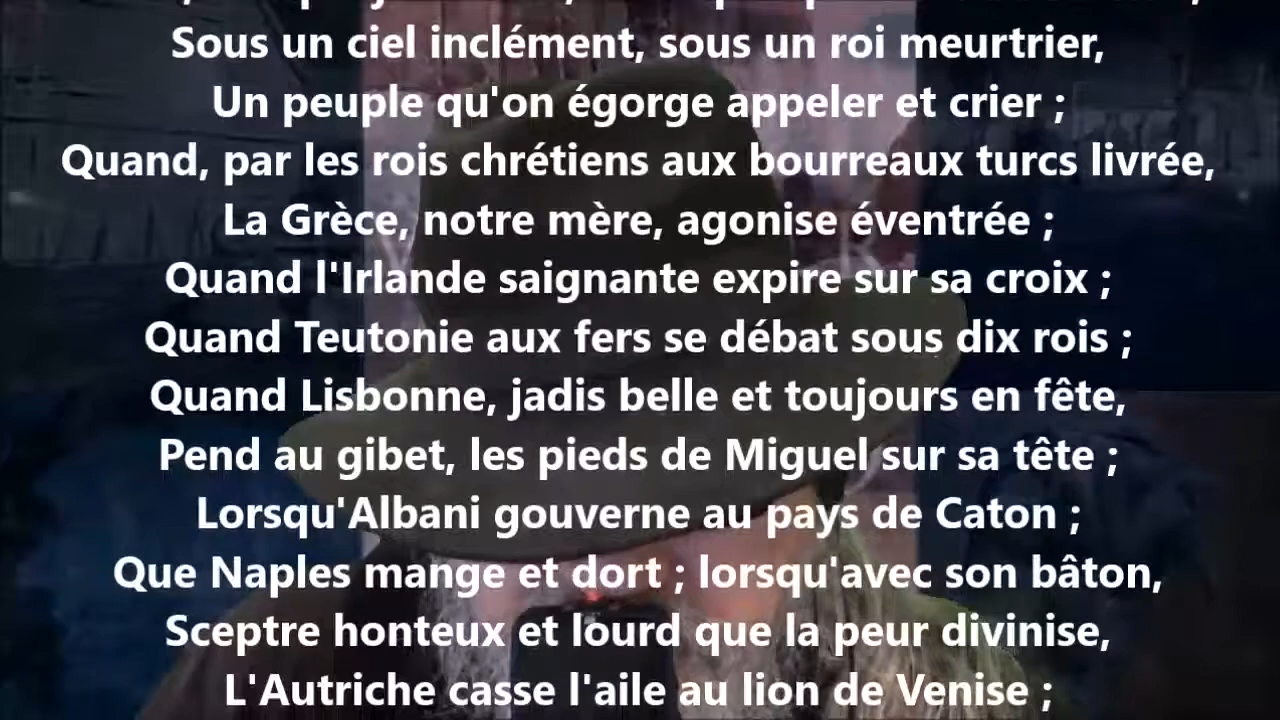 Sous un ciel inclément, sous un roi meurtrier,
Un peuple qu'on égorge appeler et crier ;
Quand, par les rois chrétiens aux bourreaux turcs livrée,
La Grèce, notre mère, agonise éventrée ;
Quand l'Irlande saignante expire sur sa croix ;
Quand Teutonie aux fers se débat sous dix rois ;
Quand Lisbonne, jadis belle et toujours en fête,
Pend au gibet, les pieds de Miguel sur sa tête ;
Lorsqu'Albani gouverne au pays de Caton ;
Que Naples mange et dort ; lorsqu'avec son bâton,
Sceptre honteux et lourd que la peur divinise,
L'Autriche casse l'aile au lion de Venise ;